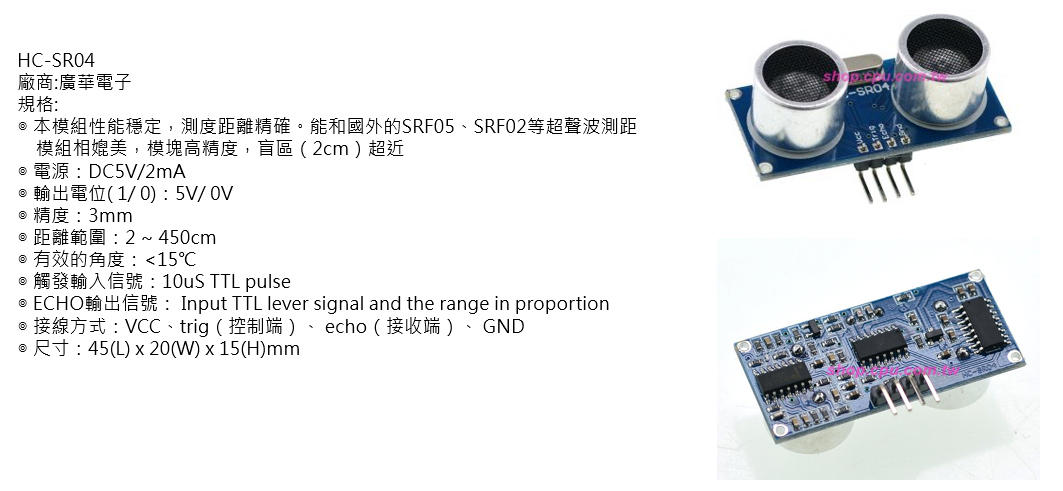 HC-SR04
廠商:廣華電子
規格:
◎ 本模組性能穩定，測度距離精確。能和國外的SRF05、SRF02等超聲波測距
模組相媲美，模塊高精度，盲區（2cm）超近
◎ 電源：DC5V/2mA
◎ 輸出電位( 1/ 0)：5V/ 0V
◎ 精度：3mm
◎ 距離範圍：2 ~ 450cm
◎ 有效的角度：<15℃
◎ 觸發輸入信號：10uS TTL pulse
◎ ECHO輸出信號： Input TTL lever signal and the range in proportion
◎ 接線方式：VCC、trig（控制端）、 echo（接收端）、 GND
◎ 尺寸：45(L) x 20(W) x 15(H)mm
shop.cpu.com.tw
HC-SR04
Vcc
Trig
Echo
Gnd
shop.cpu.com.tw
HC-SR04